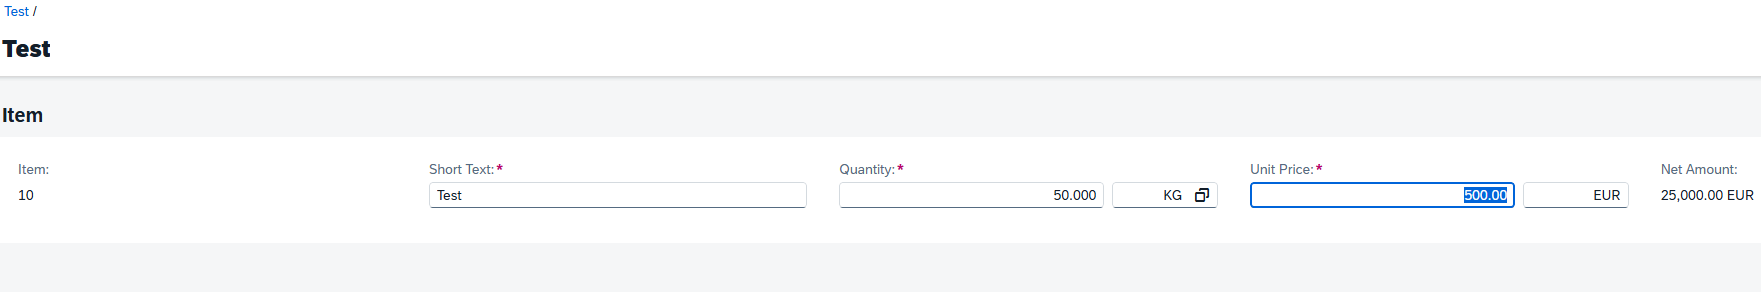 Test /
Test
Item
Item: Short Text: * Quantity: * Unit Price: * Net Amount:
10 Test 50.000 KG 500.00 EUR 25,000.00 EUR